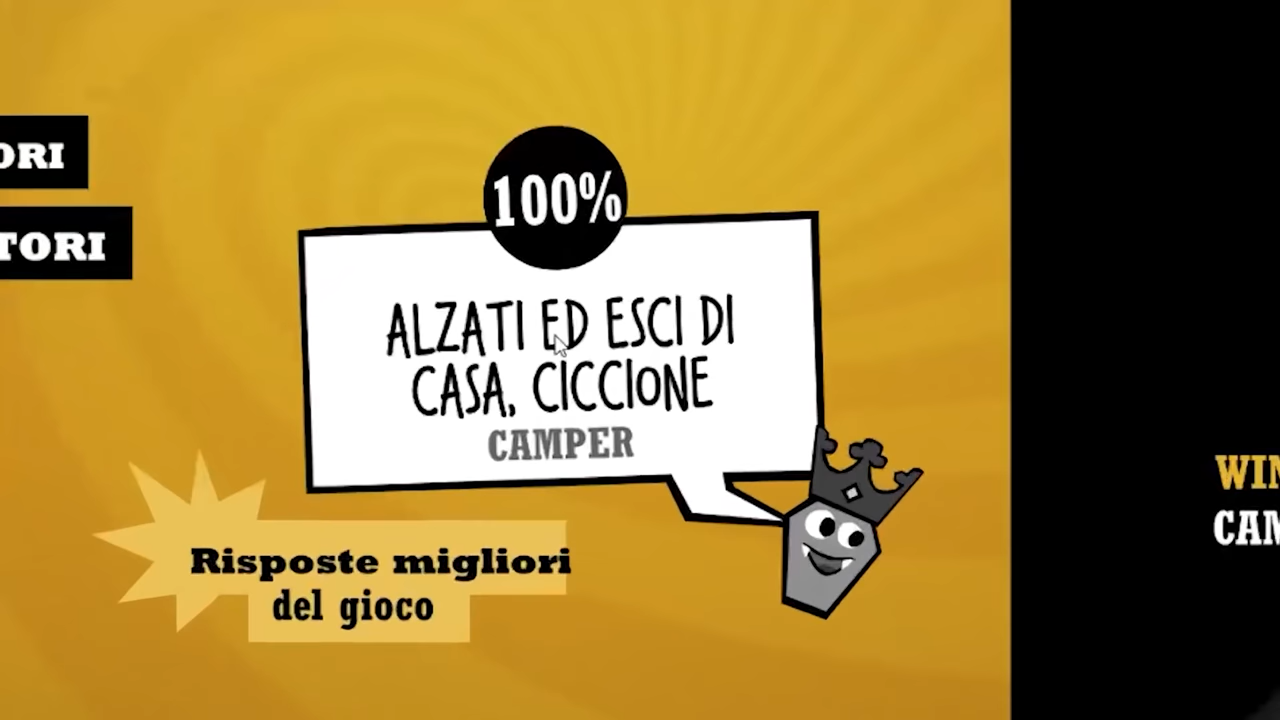 ORI
TORI
100%
ALZATI ED ESCI DI
CASA, CICCIONE
CAMPER
Risposte migliori
del gioco
WIN
CAM